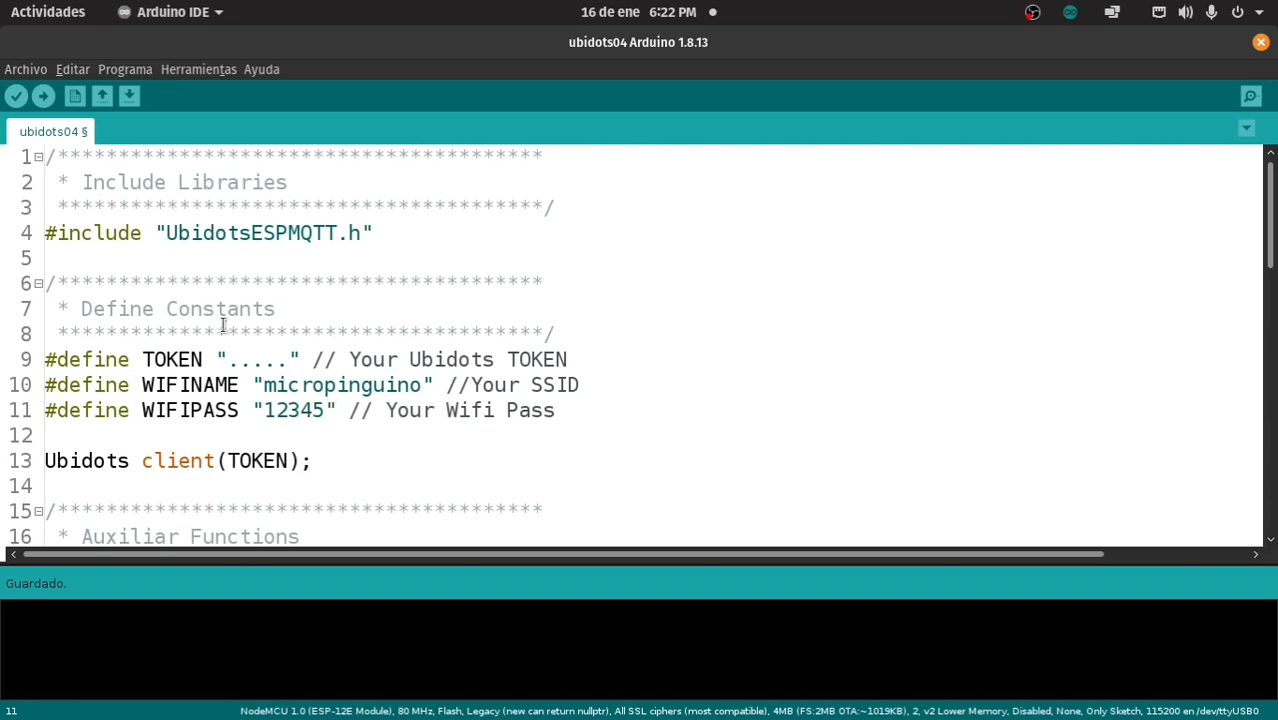 Actividades Arduino IDE 16 de ene 6:22 PM
ubidots04 Arduino 1.8.13
Archivo Editar Programa Herramientas Ayuda
ubidots04 §
1 /****************************************
2 * Include Libraries
3 ****************************************/
4 #include "UbidotsESPMQTT.h"
5
6 /****************************************
7 * Define Constants
8 ****************************************/
9 #define TOKEN "....." // Your Ubidots TOKEN
10 #define WIFINAME "micropinguino" //Your SSID
11 #define WIFIPASS "12345" // Your Wifi Pass
12
13 Ubidots client(TOKEN);
14
15 /****************************************
16 * Auxiliar Functions
Guardado.
11 NodeMCU 1.0 (ESP-12E Module), 80 MHz, Flash, Legacy (new can return nullptr), All SSL ciphers (most compatible), 4MB (FS:2MB OTA:~1019KB), 2, v2 Lower Memory, Disabled, None, Only Sketch, 115200 en /dev/ttyUSB0